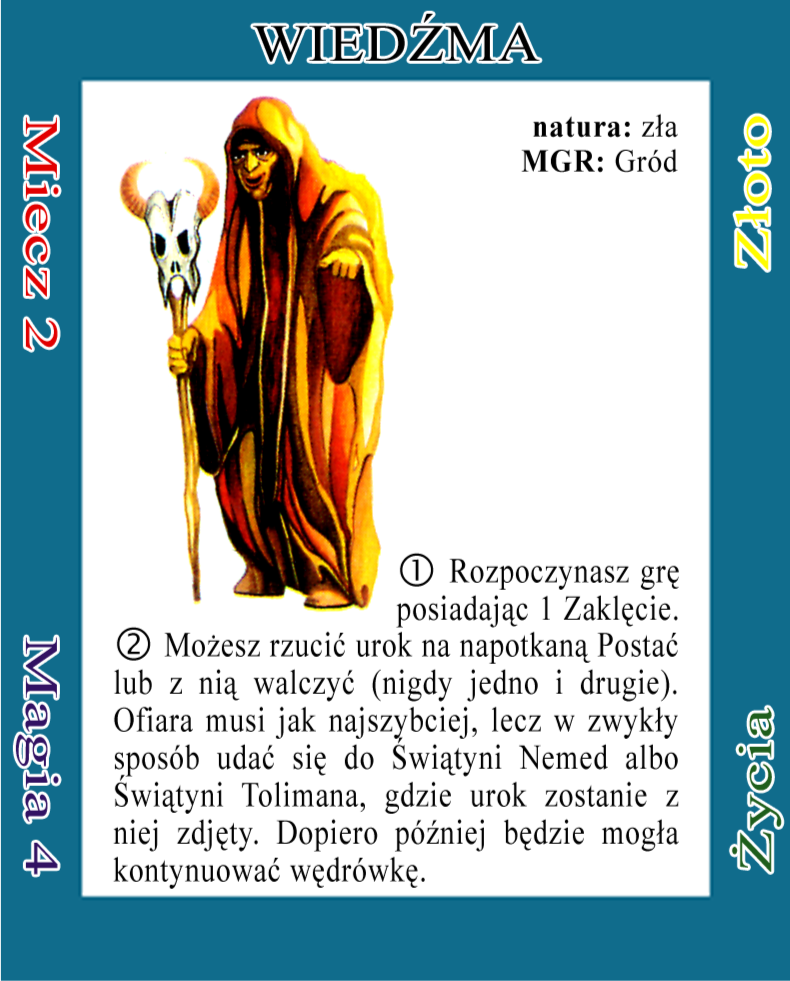 WIEDŹMA
Miecz 2
Złoto
natura: zła
MGR: Gród
① Rozpoczynasz grę
posiadając 1 Zaklęcie.
② Możesz rzucić urok na napotkaną Postać
lub z nią walczyć (nigdy jedno i drugie).
Ofiara musi jak najszybciej, lecz w zwykły
sposób udać się do Świątyni Nemed albo
Świątyni Tolimana, gdzie urok zostanie z
niej zdjęty. Dopiero później będzie mogła
kontynuować wędrówkę.
Magia 4
Życia